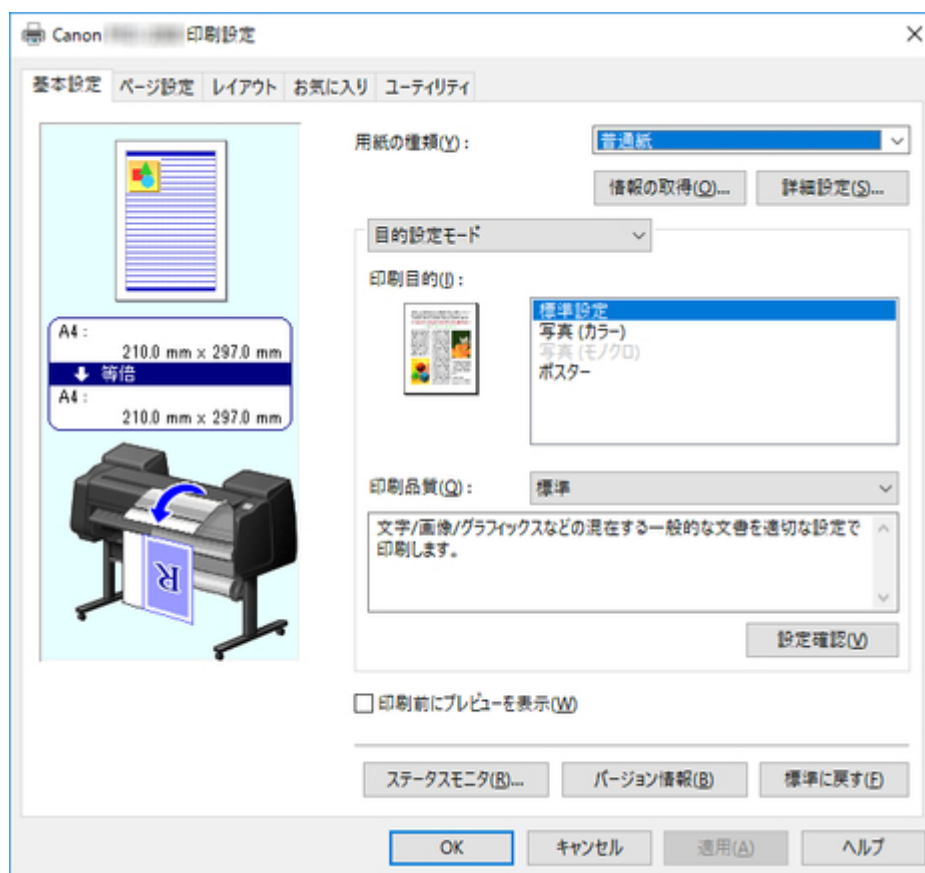 Canon 印刷設定
基本設定 ページ設定 レイアウト お気に入り ユーティリティ
用紙の種類(Y)： 普通紙
情報の取得(O)... 詳細設定(S)...
目的設定モード
印刷目的(I)：
標準設定
写真 (カラー)
写真 (モノクロ)
ポスター
A4 :
210.0 mm × 297.0 mm
等倍
A4 :
210.0 mm × 297.0 mm
R
印刷品質(Q)： 標準
文字/画像/グラフィックスなどの混在する一般的な文書を適切な設定で
印刷します。
設定確認(V)
印刷前にプレビューを表示(W)
ステータスモニタ(R)... バージョン情報(B) 標準に戻す(F)
OK キャンセル 適用(A) ヘルプ